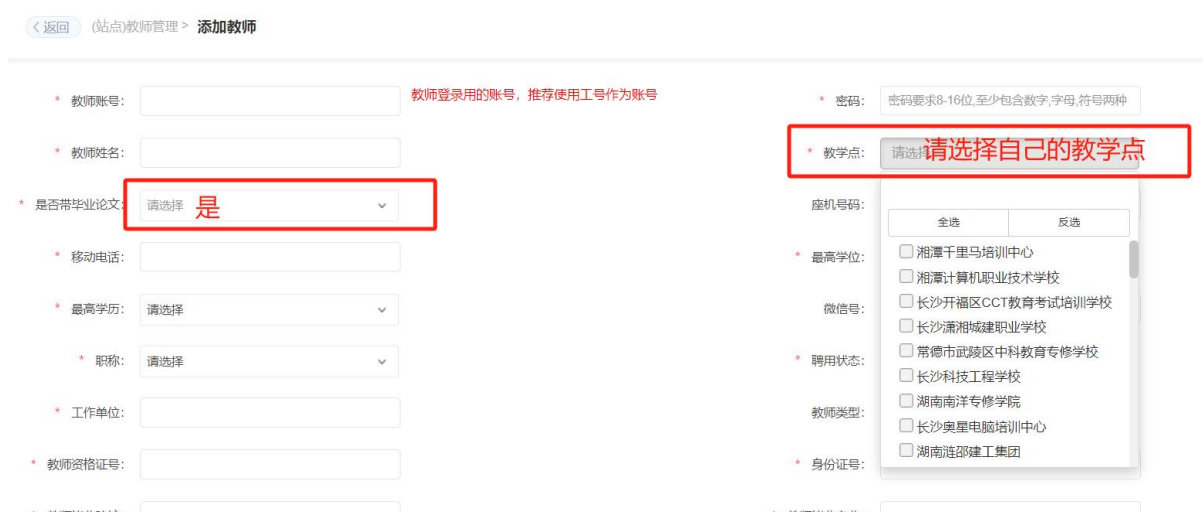 < 返回 (站点)教师管理 > 添加教师
* 教师账号： 教师登录用的账号，推荐使用工号作为账号 * 密码： 密码要求8-16位,至少包含数字,字母,符号两种
* 教师姓名： * 教学点： 请选择 请选择自己的教学点
* 是否带毕业论文： 请选择 是 座机号码：
全选 反选
* 移动电话： * 最高学位： 湘潭千里马培训中心
湘潭计算机职业技术学校
* 最高学历： 请选择 微信号： 长沙开福区CCT教育考试培训学校
长沙潇湘城建职业学校
* 职称： 请选择 * 聘用状态： 常德市武陵区中科教育专修学校
长沙科技工程学校
* 工作单位： 教师类型： 湖南南洋专修学院
长沙奥星电脑培训中心
* 教师资格证号： * 身份证号： 湖南涟邵建工集团